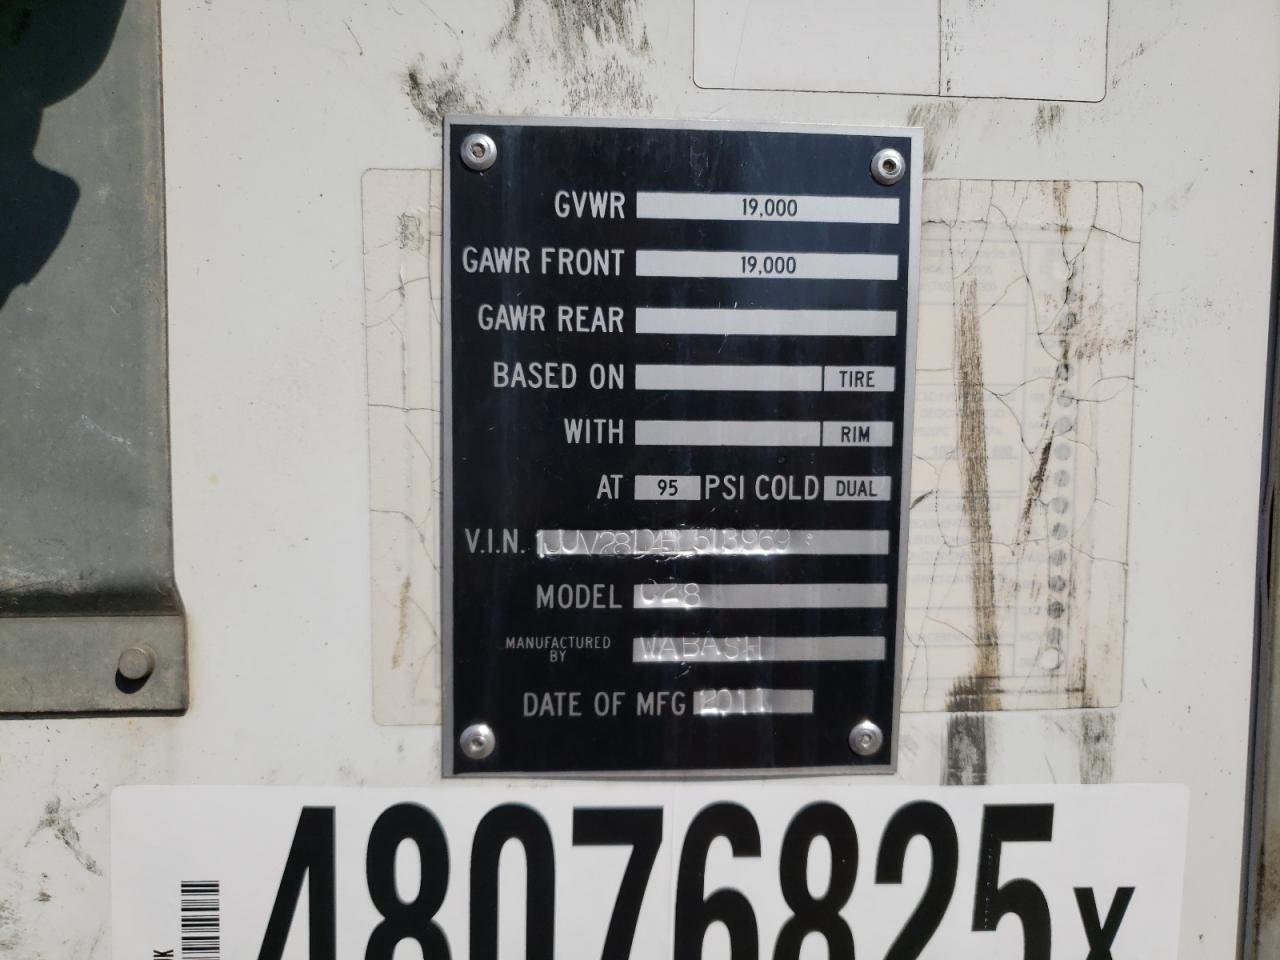 GVWR 19,000
GAWR FRONT 19,000
GAWR REAR
BASED ON TIRE
WITH RIM
AT 95 PSI COLD DUAL
V.I.N.
MODEL C28
MANUFACTURED BY WABASH
DATE OF MFG 2011
48076825x